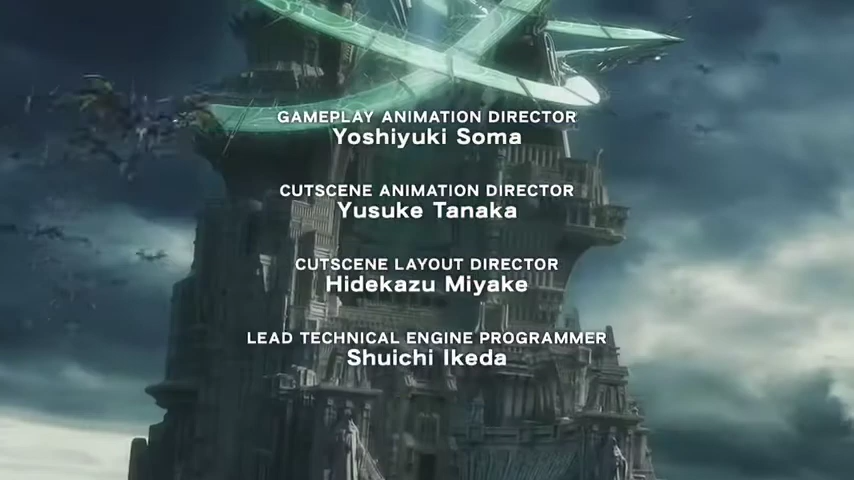 GAMEPLAY ANIMATION DIRECTOR
Yoshiyuki Soma
CUTSCENE ANIMATION DIRECTOR
Yusuke Tanaka
CUTSCENE LAYOUT DIRECTOR
Hidekazu Miyake
LEAD TECHNICAL ENGINE PROGRAMMER
Shuichi Ikeda